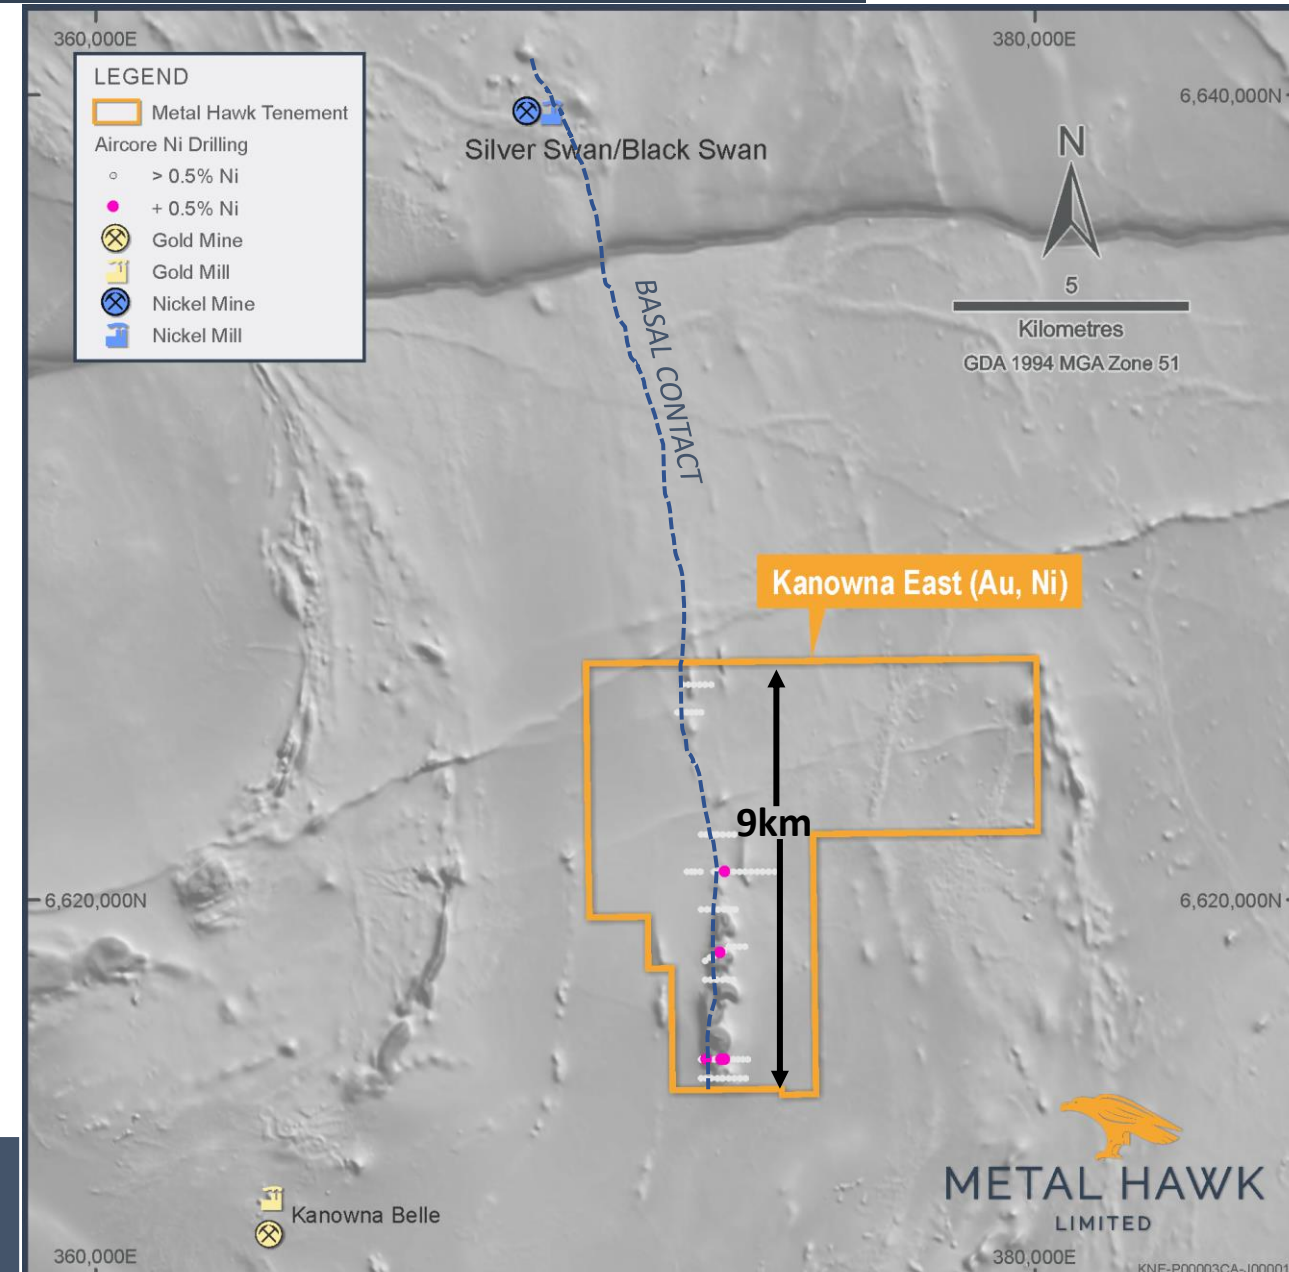 360,000E
380,000E
LEGEND
Metal Hawk Tenement
Aircore Ni Drilling
> 0.5% Ni
+ 0.5% Ni
Gold Mine
Gold Mill
Nickel Mine
Nickel Mill
6,640,000N
Silver Swan/Black Swan
N
5
Kilometres
GDA 1994 MGA Zone 51
BASAL CONTACT
Kanowna East (Au, Ni)
9km
6,620,000N
6,620,000N
METAL HAWK
LIMITED
Kanowna Belle
360,000E
380,000E